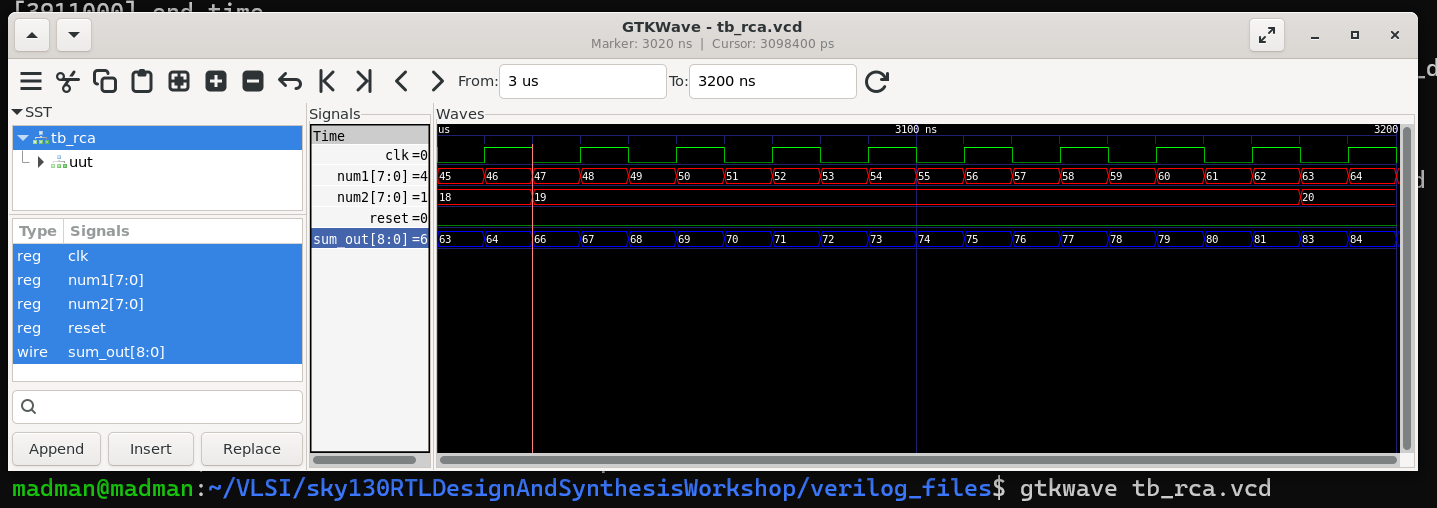 [3911000] end time
GTKWave - tb_rca.vcd
Marker: 3020 ns | Cursor: 3098400 ps
From: 3 us To: 3200 ns
SST
tb_rca
uut
Type Signals
reg clk
reg num1[7:0]
reg num2[7:0]
reg reset
wire sum_out[8:0]
Append Insert Replace
Signals
Time
clk=0
num1[7:0]=4
num2[7:0]=1
reset=0
sum_out[8:0]=6
Waves
us 3100 ns 3200
45 46 47 48 49 50 51 52 53 54 55 56 57 58 59 60 61 62 63 64
18 19 20
63 64 66 67 68 69 70 71 72 73 74 75 76 77 78 79 80 81 83 84
_d
d
madman@madman:~/VLSI/sky130RTLDesignAndSynthesisWorkshop/verilog_files$ gtkwave tb_rca.vcd